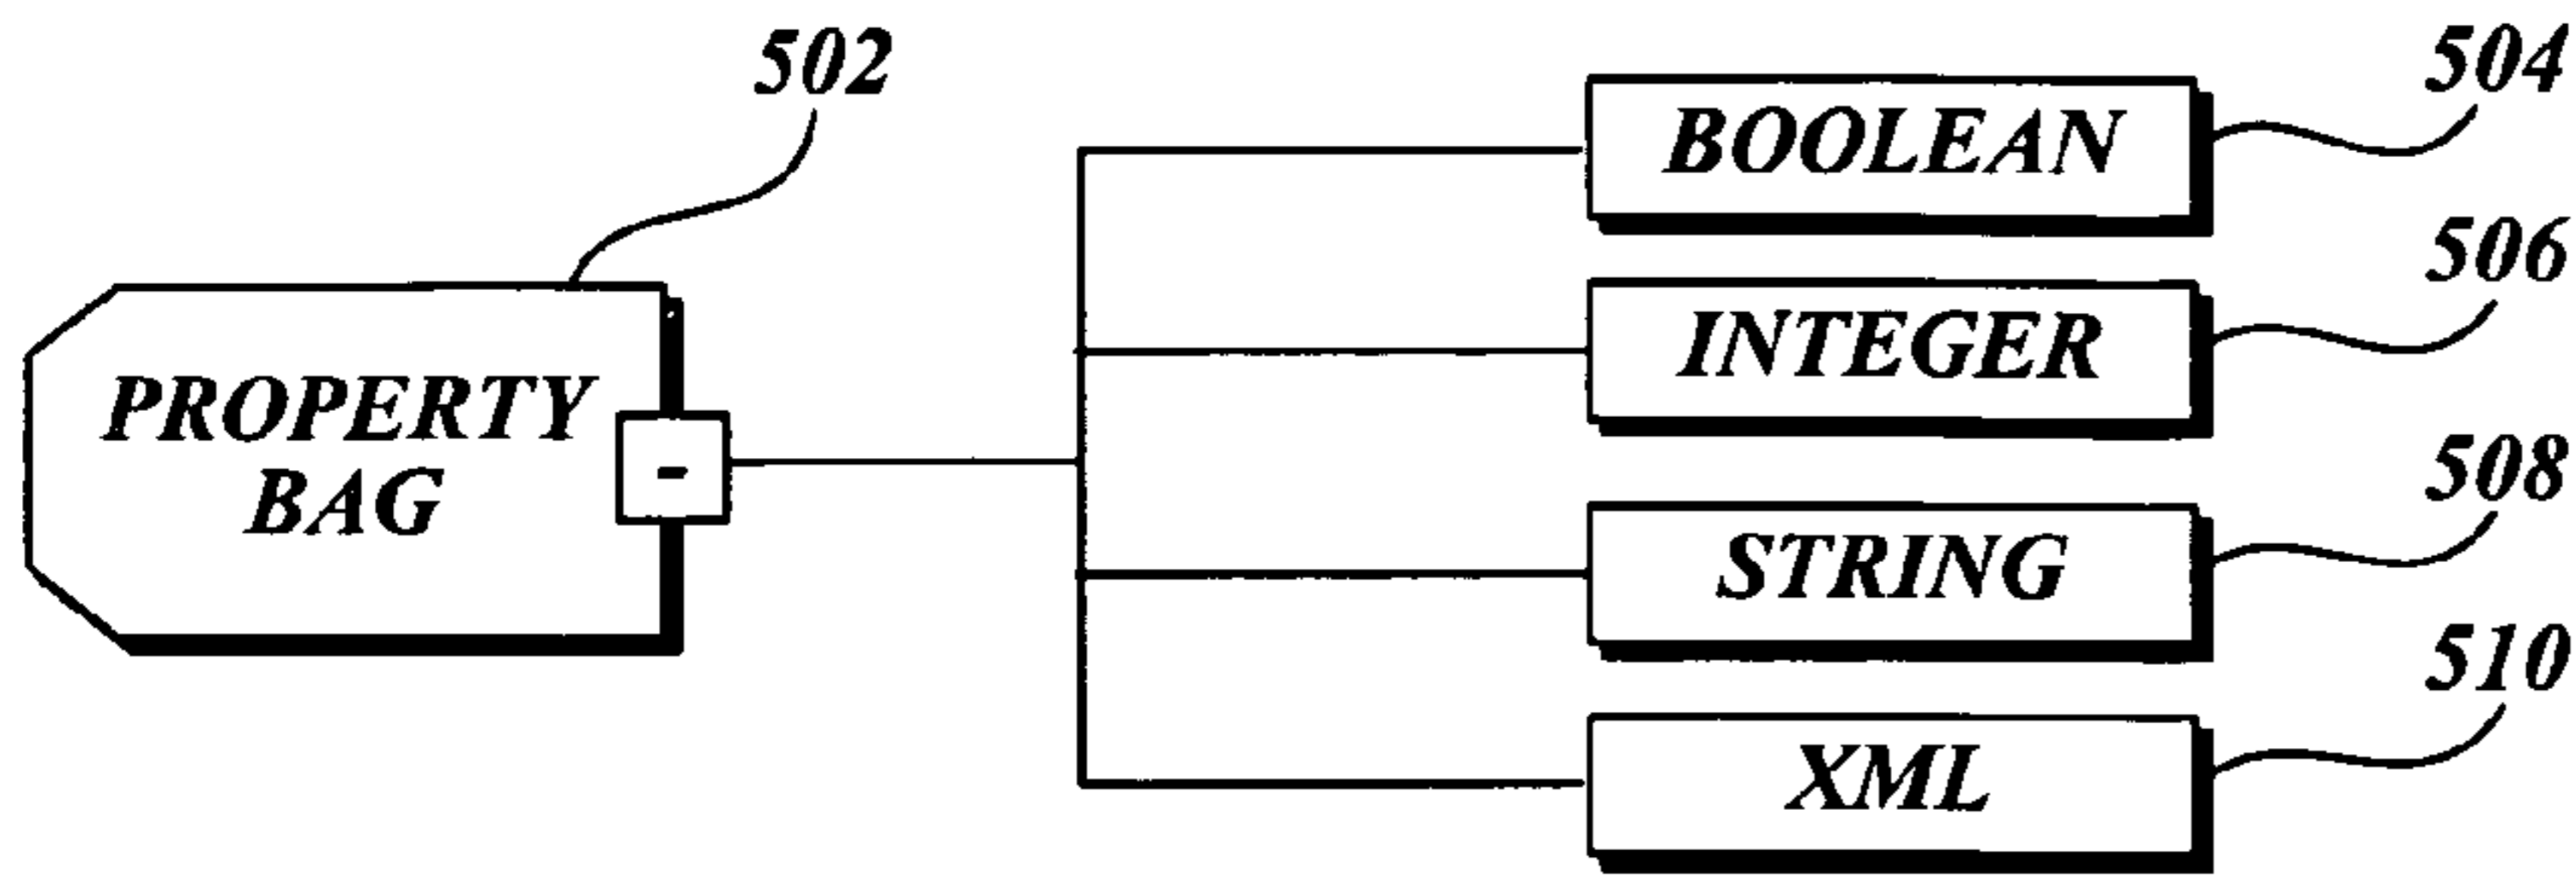 502
504
BOOLEAN
506
INTEGER
PROPERTY
BAG
-
508
STRING
510
XML